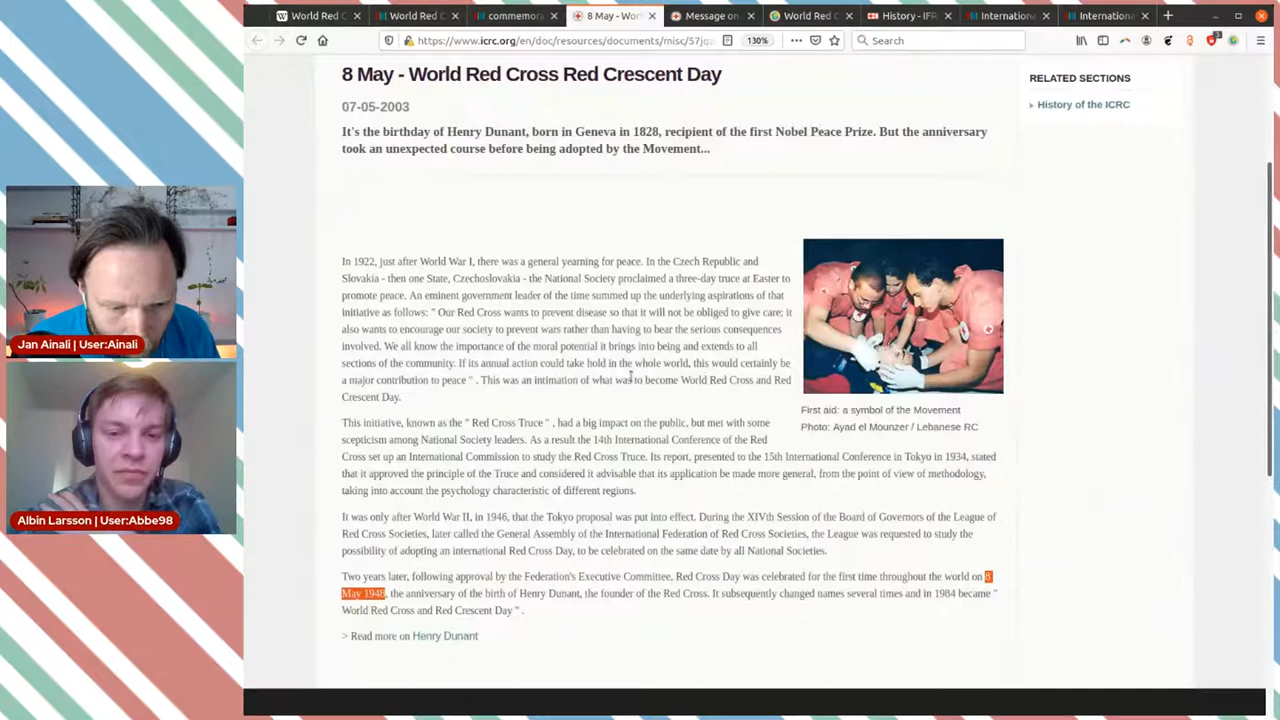 World Red C
World Red C
commemora
8 May - Wor
Message on
World Red C
History - IFR
Internationa
Internationa
https://www.icrc.org/en/doc/resources/documents/misc/
130%
Search
8 May - World Red Cross Red Crescent Day
07-05-2003
It's the birthday of Henry Dunant, born in Geneva in 1828, recipient of the first Nobel Peace Prize. But the anniversary
took an unexpected course before being adopted by the Movement...
RELATED SECTIONS
History of the ICRC
In 1922, just after World War I, there was a general yearning for peace. In the Czech Republic and
Slovakia - then one State, Czechoslovakia - the National Society proclaimed a three-day truce at Easter to
promote peace. An eminent government leader of the time summed up the underlying aspirations of that
initiative as follows: " Our Red Cross wants to prevent disease so that it will not be obliged to give care; it
also wants to encourage our society to prevent wars rather than having to bear the serious consequences
involved. We all know the importance of the moral potential it brings into being and extends to all
sections of the community. If its annual action could take hold in the whole world, this would certainly be
a major contribution to peace " . This was an intimation of what was to become World Red Cross and Red
Crescent Day.
First aid: a symbol of the Movement
Photo: Ayad el Mounzer / Lebanese RC
This initiative, known as the " Red Cross Truce " , had a big impact on the public, but met with some
scepticism among National Society leaders. As a result the 14th International Conference of the Red
Cross set up an International Commission to study the Red Cross Truce. Its report, presented to the 15th International Conference in Tokyo in 1934, stated
that it approved the principle of the Truce and considered it advisable that its application be made more general, from the point of view of methodology,
taking into account the psychology characteristic of different regions.
It was only after World War II, in 1946, that the Tokyo proposal was put into effect. During the XIVth Session of the Board of Governors of the League of
Red Cross Societies, later called the General Assembly of the International Federation of Red Cross Societies, the League was requested to study the
possibility of adopting an international Red Cross Day, to be celebrated on the same date by all National Societies.
Two years later, following approval by the Federation's Executive Committee, Red Cross Day was celebrated for the first time throughout the world on 8
May 1948, the anniversary of the birth of Henry Dunant, the founder of the Red Cross. It subsequently changed names several times and in 1984 became "
World Red Cross and Red Crescent Day " .
> Read more on Henry Dunant
Jan Ainali | User:Ainali
Albin Larsson | User:Abbe98